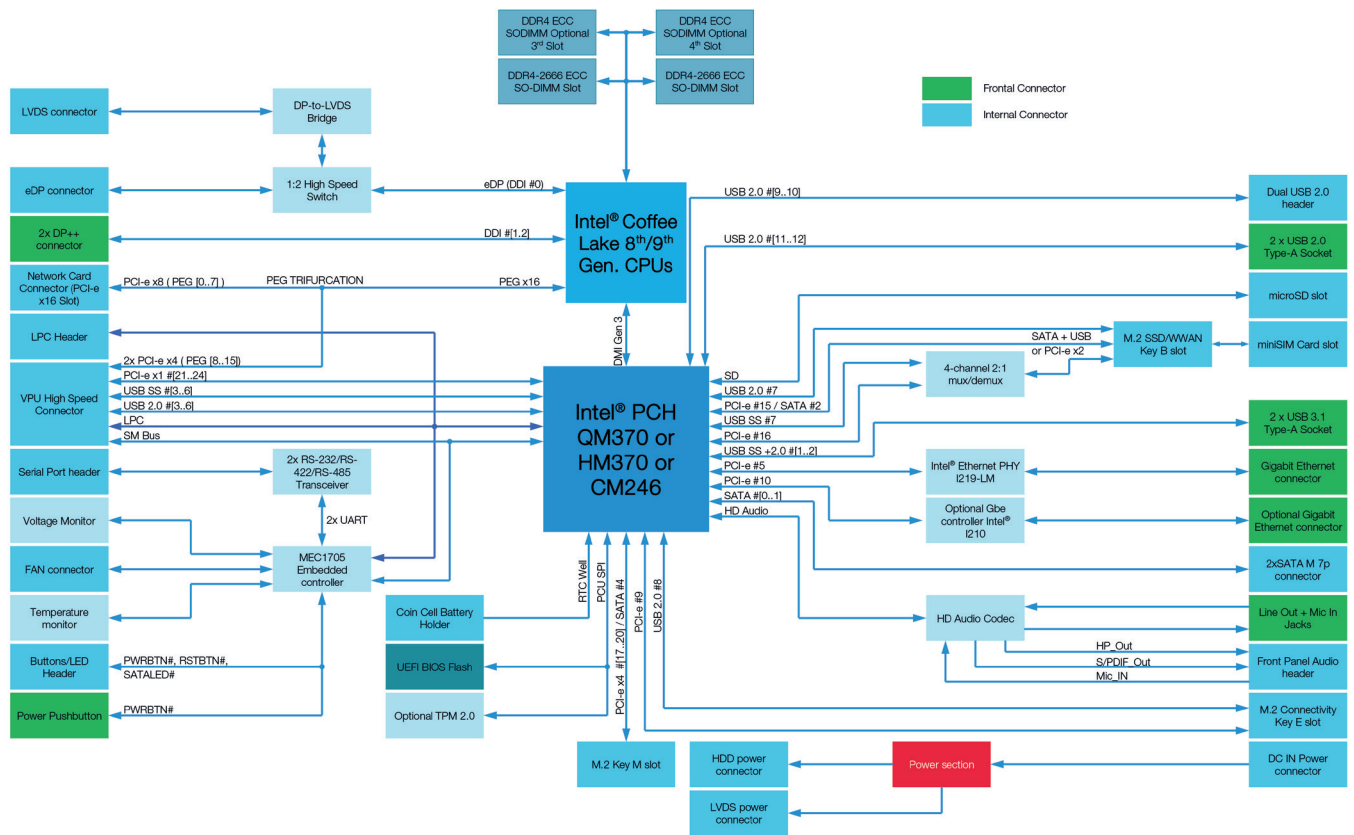 DDR4 ECC
SODIMM Optional
3rd Slot
DDR4 ECC
SODIMM Optional
4th Slot
DDR4-2666 ECC
SO-DIMM Slot
DDR4-2666 ECC
SO-DIMM Slot
Frontal Connector
Internal Connector
LVDS connector
DP-to-LVDS
Bridge
eDP connector
1:2 High Speed
Switch
eDP (DDI #0)
2x DP++
connector
DDI #[1.2]
Intel® Coffee
Lake 8th/9th
Gen. CPUs
Network Card
Connector (PCI-e
x16 Slot)
PCI-e x8 ( PEG [0..7] )
PEG TRIFURCATION
PEG x16
LPC Header
DMI Gen 3
VPU High Speed
Connector
2x PCI-e x4 ( PEG [8..15])
PCI-e x1 #[21..24]
USB SS #[3..6]
USB 2.0 #[3..6]
LPC
SM Bus
Intel® PCH
QM370 or
HM370 or
CM246
USB 2.0 #[9..10]
Dual USB 2.0
header
USB 2.0 #[11..12]
2 x USB 2.0
Type-A Socket
microSD slot
SATA + USB
or PCI-e x2
M.2 SSD/WWAN
Key B slot
miniSIM Card slot
4-channel 2:1
mux/demux
SD
USB 2.0 #7
PCI-e #15 / SATA #2
USB SS #7
PCI-e #16
USB SS +2.0 #[1..2]
PCI-e #5
PCI-e #10
SATA #[0..1]
HD Audio
2 x USB 3.1
Type-A Socket
Intel® Ethernet PHY
I219-LM
Gigabit Ethernet
connector
Optional Gbe
controller Intel®
I210
Optional Gigabit
Ethernet connector
2xSATA M 7p
connector
Serial Port header
2x RS-232/RS-
422/RS-485
Transceiver
2x UART
Voltage Monitor
FAN connector
MEC1705
Embedded
controller
Temperature
monitor
Buttons/LED
Header
PWRBTN#, RSTBTN#,
SATALED#
Power Pushbutton
PWRBTN#
Coin Cell Battery
Holder
UEFI BIOS Flash
Optional TPM 2.0
RTC Well
PCU SPI
PCI-e x4 #[17..20] / SATA #4
PCI-e #9
USB 2.0 #8
HD Audio Codec
Line Out + Mic In
Jacks
HP_Out
S/PDIF_Out
Mic_IN
Front Panel Audio
header
M.2 Connectivity
Key E slot
M.2 Key M slot
HDD power
connector
Power section
DC IN Power
connector
LVDS power
connector